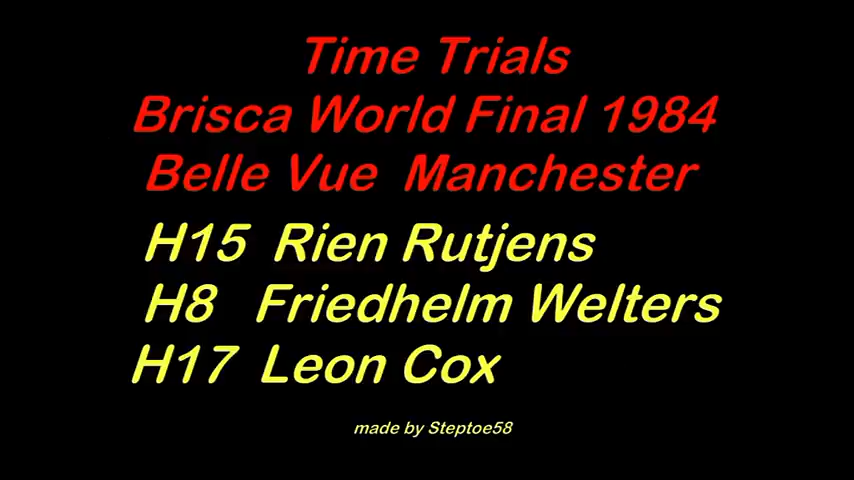 Time Trials
Brisca World Final 1984
Belle Vue Manchester
H15 Rien Rutjens
H8 Friedhelm Welters
H17 Leon Cox
made by Steptoe58